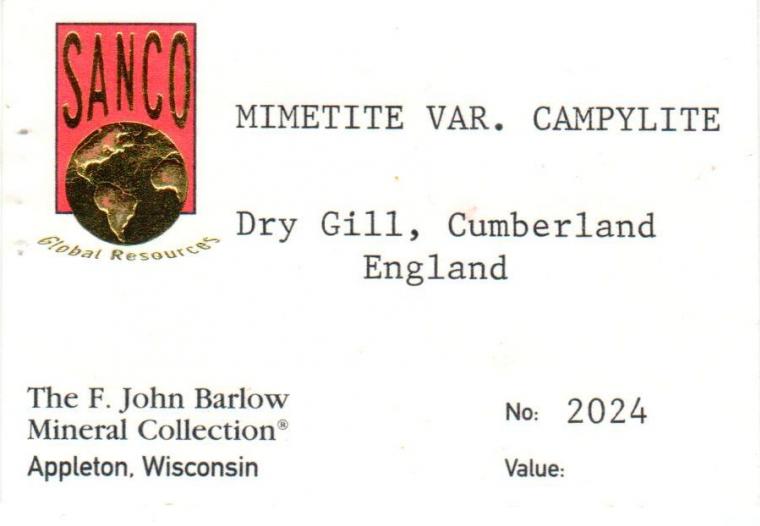 SANCO
Global Resources
MIMETITE VAR. CAMPYLITE
Dry Gill, Cumberland
England
The F. John Barlow
Mineral Collection®
Appleton, Wisconsin
No: 2024
Value: